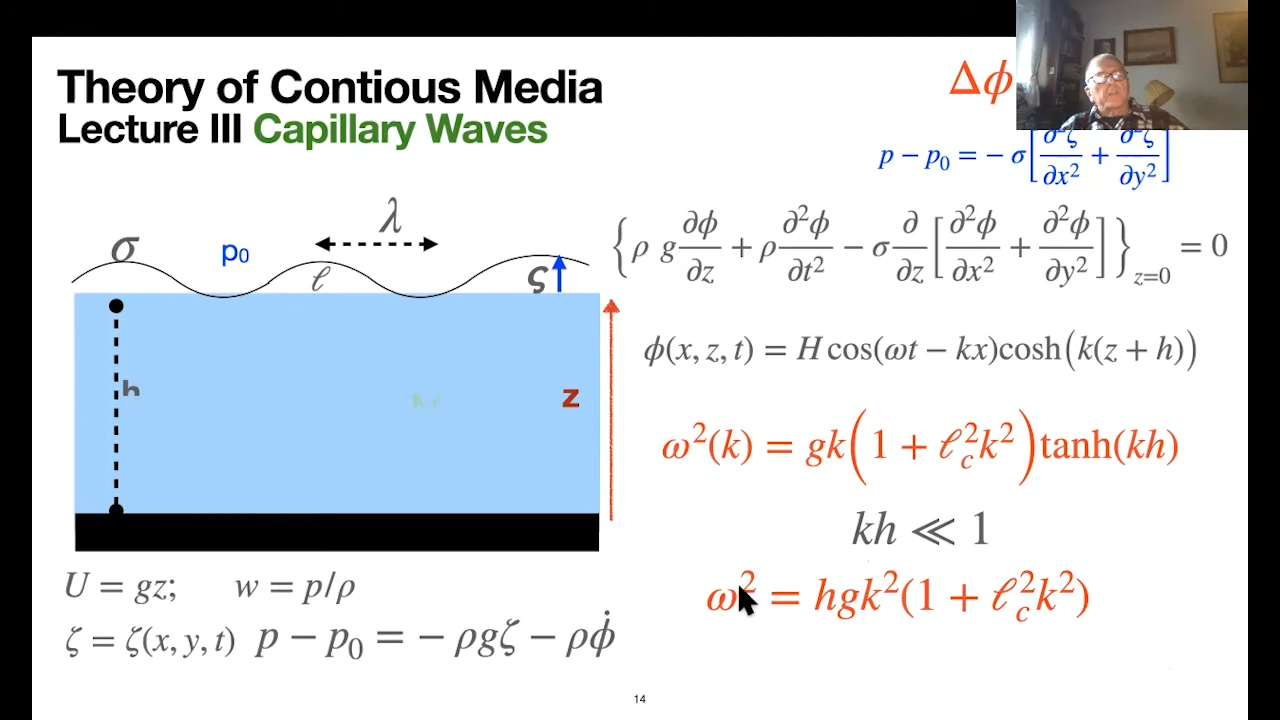 Theory of Contious Media
Lecture III Capillary Waves
Δϕ
p − p₀ = − σ[∂²ζ/∂x² + ∂²ζ/∂y²]
σ p₀ λ ℓ ς
{ρ g ∂ϕ/∂z + ρ ∂²ϕ/∂t² − σ ∂/∂z [∂²ϕ/∂x² + ∂²ϕ/∂y²]}z=0 = 0
ϕ(x, z, t) = H cos(ωt − kx)cosh(k(z + h))
h z
ω²(k) = gk(1 + ℓc²k²)tanh(kh)
kh ≪ 1
ω² = hgk²(1 + ℓc²k²)
U = gz; w = p/ρ
ζ = ζ(x, y, t) p − p₀ = − ρgζ − ρϕ̇
14